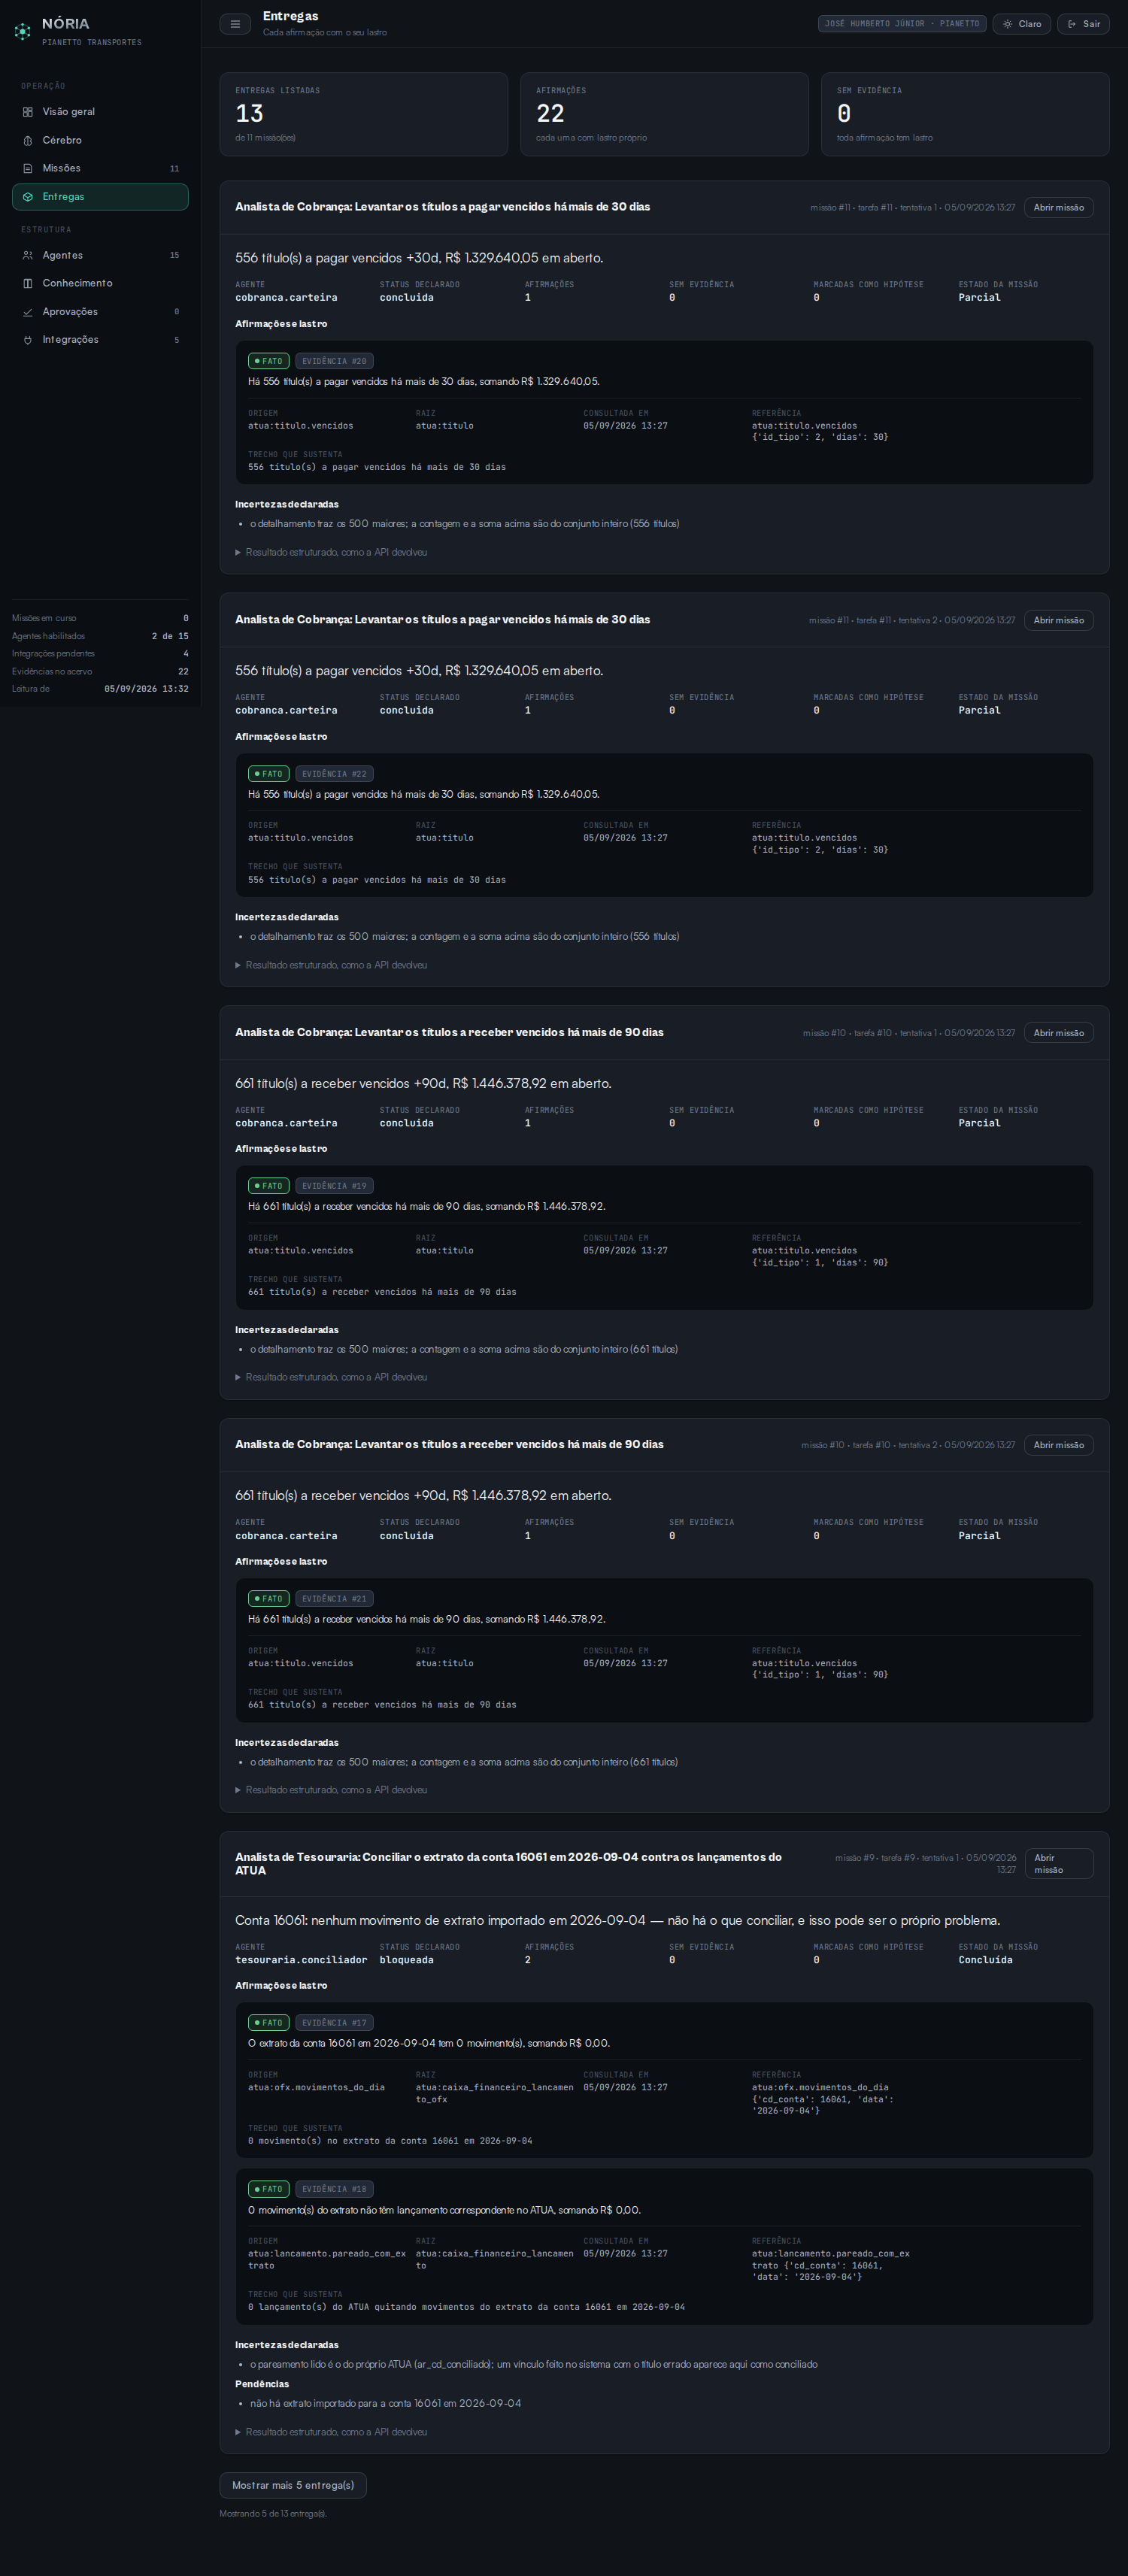 NÓRIA
PIANETTO TRANSPORTES
OPERAÇÃO
Visão geral
Cérebro
Missões 11
Entregas
ESTRUTURA
Agentes 15
Conhecimento
Aprovações 0
Integrações 5
Missões em curso 0
Agentes habilitados 2 de 15
Integrações pendentes 4
Evidências no acervo 22
Leitura de 05/09/2026 13:32
Entregas
Cada afirmação com o seu lastro
JOSÉ HUMBERTO JÚNIOR · PIANETTO
Claro
Sair
ENTREGAS LISTADAS
13
de 11 missão(ões)
AFIRMAÇÕES
22
cada uma com lastro próprio
SEM EVIDÊNCIA
0
toda afirmação tem lastro
Analista de Cobrança: Levantar os títulos a pagar vencidos há mais de 30 dias
missão #11 · tarefa #11 · tentativa 1 · 05/09/2026 13:27
Abrir missão
556 título(s) a pagar vencidos +30d, R$ 1.329.640,05 em aberto.
AGENTE STATUS DECLARADO AFIRMAÇÕES SEM EVIDÊNCIA MARCADAS COMO HIPÓTESE ESTADO DA MISSÃO
cobranca.carteira concluida 1 0 0 Parcial
Afirmações e lastro
FATO EVIDÊNCIA #20
Há 556 título(s) a pagar vencidos há mais de 30 dias, somando R$ 1.329.640,05.
ORIGEM RAIZ CONSULTADA EM REFERÊNCIA
atua:titulo.vencidos atua:titulo 05/09/2026 13:27 atua:titulo.vencidos
{'id_tipo': 2, 'dias': 30}
TRECHO QUE SUSTENTA
556 título(s) a pagar vencidos há mais de 30 dias
Incertezas declaradas
• o detalhamento traz os 500 maiores; a contagem e a soma acima são do conjunto inteiro (556 títulos)
Resultado estruturado, como a API devolveu
Analista de Cobrança: Levantar os títulos a pagar vencidos há mais de 30 dias
missão #11 · tarefa #11 · tentativa 2 · 05/09/2026 13:27
Abrir missão
556 título(s) a pagar vencidos +30d, R$ 1.329.640,05 em aberto.
AGENTE STATUS DECLARADO AFIRMAÇÕES SEM EVIDÊNCIA MARCADAS COMO HIPÓTESE ESTADO DA MISSÃO
cobranca.carteira concluida 1 0 0 Parcial
Afirmações e lastro
FATO EVIDÊNCIA #22
Há 556 título(s) a pagar vencidos há mais de 30 dias, somando R$ 1.329.640,05.
ORIGEM RAIZ CONSULTADA EM REFERÊNCIA
atua:titulo.vencidos atua:titulo 05/09/2026 13:27 atua:titulo.vencidos
{'id_tipo': 2, 'dias': 30}
TRECHO QUE SUSTENTA
556 título(s) a pagar vencidos há mais de 30 dias
Incertezas declaradas
• o detalhamento traz os 500 maiores; a contagem e a soma acima são do conjunto inteiro (556 títulos)
Resultado estruturado, como a API devolveu
Analista de Cobrança: Levantar os títulos a receber vencidos há mais de 90 dias
missão #10 · tarefa #10 · tentativa 1 · 05/09/2026 13:27
Abrir missão
661 título(s) a receber vencidos +90d, R$ 1.446.378,92 em aberto.
AGENTE STATUS DECLARADO AFIRMAÇÕES SEM EVIDÊNCIA MARCADAS COMO HIPÓTESE ESTADO DA MISSÃO
cobranca.carteira concluida 1 0 0 Parcial
Afirmações e lastro
FATO EVIDÊNCIA #19
Há 661 título(s) a receber vencidos há mais de 90 dias, somando R$ 1.446.378,92.
ORIGEM RAIZ CONSULTADA EM REFERÊNCIA
atua:titulo.vencidos atua:titulo 05/09/2026 13:27 atua:titulo.vencidos
{'id_tipo': 1, 'dias': 90}
TRECHO QUE SUSTENTA
661 título(s) a receber vencidos há mais de 90 dias
Incertezas declaradas
• o detalhamento traz os 500 maiores; a contagem e a soma acima são do conjunto inteiro (661 títulos)
Resultado estruturado, como a API devolveu
Analista de Cobrança: Levantar os títulos a receber vencidos há mais de 90 dias
missão #10 · tarefa #10 · tentativa 2 · 05/09/2026 13:27
Abrir missão
661 título(s) a receber vencidos +90d, R$ 1.446.378,92 em aberto.
AGENTE STATUS DECLARADO AFIRMAÇÕES SEM EVIDÊNCIA MARCADAS COMO HIPÓTESE ESTADO DA MISSÃO
cobranca.carteira concluida 1 0 0 Parcial
Afirmações e lastro
FATO EVIDÊNCIA #21
Há 661 título(s) a receber vencidos há mais de 90 dias, somando R$ 1.446.378,92.
ORIGEM RAIZ CONSULTADA EM REFERÊNCIA
atua:titulo.vencidos atua:titulo 05/09/2026 13:27 atua:titulo.vencidos
{'id_tipo': 1, 'dias': 90}
TRECHO QUE SUSTENTA
661 título(s) a receber vencidos há mais de 90 dias
Incertezas declaradas
• o detalhamento traz os 500 maiores; a contagem e a soma acima são do conjunto inteiro (661 títulos)
Resultado estruturado, como a API devolveu
Analista de Tesouraria: Conciliar o extrato da conta 16061 em 2026-09-04 contra os lançamentos do
ATUA
missão #9 · tarefa #9 · tentativa 1 · 05/09/2026
13:27
Abrir
missão
Conta 16061: nenhum movimento de extrato importado em 2026-09-04 — não há o que conciliar, e isso pode ser o próprio problema.
AGENTE STATUS DECLARADO AFIRMAÇÕES SEM EVIDÊNCIA MARCADAS COMO HIPÓTESE ESTADO DA MISSÃO
tesouraria.conciliador bloqueada 2 0 0 Concluída
Afirmações e lastro
FATO EVIDÊNCIA #17
O extrato da conta 16061 em 2026-09-04 tem 0 movimento(s), somando R$ 0,00.
ORIGEM RAIZ CONSULTADA EM REFERÊNCIA
atua:ofx.movimentos_do_dia atua:caixa_financeiro_lancamen 05/09/2026 13:27 atua:ofx.movimentos_do_dia
to_ofx {'cd_conta': 16061, 'data':
'2026-09-04'}
TRECHO QUE SUSTENTA
0 movimento(s) no extrato da conta 16061 em 2026-09-04
FATO EVIDÊNCIA #18
0 movimento(s) do extrato não têm lançamento correspondente no ATUA, somando R$ 0,00.
ORIGEM RAIZ CONSULTADA EM REFERÊNCIA
atua:lancamento.pareado_com_ex atua:caixa_financeiro_lancamen 05/09/2026 13:27 atua:lancamento.pareado_com_ex
trato to trato {'cd_conta': 16061,
'data': '2026-09-04'}
TRECHO QUE SUSTENTA
0 lançamento(s) do ATUA quitando movimentos do extrato da conta 16061 em 2026-09-04
Incertezas declaradas
• o pareamento lido é o do próprio ATUA (ar_cd_conciliado); um vínculo feito no sistema com o título errado aparece aqui como conciliado
Pendências
• não há extrato importado para a conta 16061 em 2026-09-04
Resultado estruturado, como a API devolveu
Mostrar mais 5 entrega(s)
Mostrando 5 de 13 entrega(s).